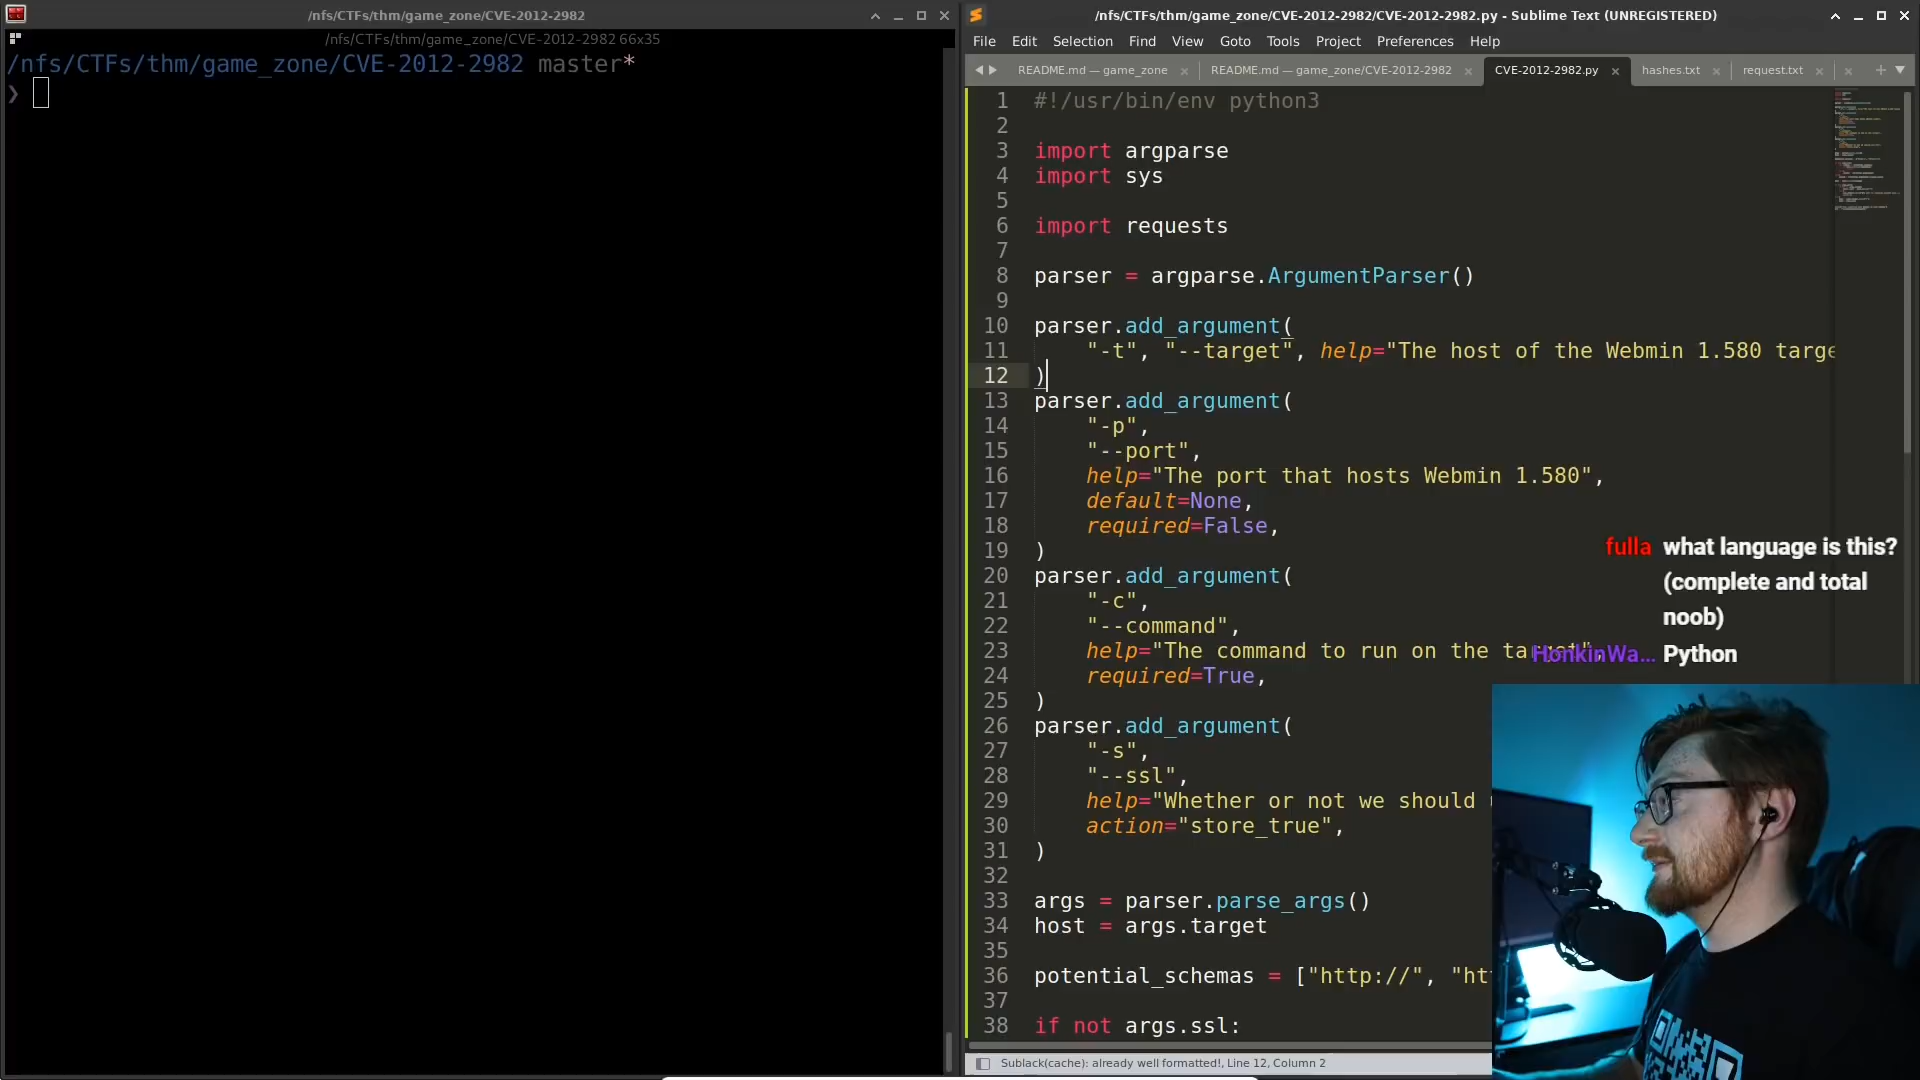 /nfs/CTFs/thm/game_zone/CVE-2012-2982
/nfs/CTFs/thm/game_zone/CVE-2012-2982 66x35
/nfs/CTFs/thm/game_zone/CVE-2012-2982 master*
❯
/nfs/CTFs/thm/game_zone/CVE-2012-2982/CVE-2012-2982.py - Sublime Text (UNREGISTERED)
File Edit Selection Find View Goto Tools Project Preferences Help
README.md — game_zone README.md — game_zone/CVE-2012-2982 CVE-2012-2982.py hashes.txt request.txt
1 #!/usr/bin/env python3
2
3 import argparse
4 import sys
5
6 import requests
7
8 parser = argparse.ArgumentParser()
9
10 parser.add_argument(
11 "-t", "--target", help="The host of the Webmin 1.580 targe
12 )
13 parser.add_argument(
14 "-p",
15 "--port",
16 help="The port that hosts Webmin 1.580",
17 default=None,
18 required=False,
19 )
20 parser.add_argument(
21 "-c",
22 "--command",
23 help="The command to run on the target",
24 required=True,
25 )
26 parser.add_argument(
27 "-s",
28 "--ssl",
29 help="Whether or not we should
30 action="store_true",
31 )
32
33 args = parser.parse_args()
34 host = args.target
35
36 potential_schemas = ["http://", "ht
37
38 if not args.ssl:
fulla what language is this?
(complete and total
noob)
HonkinWa... Python
Sublack(cache): already well formatted!, Line 12, Column 2